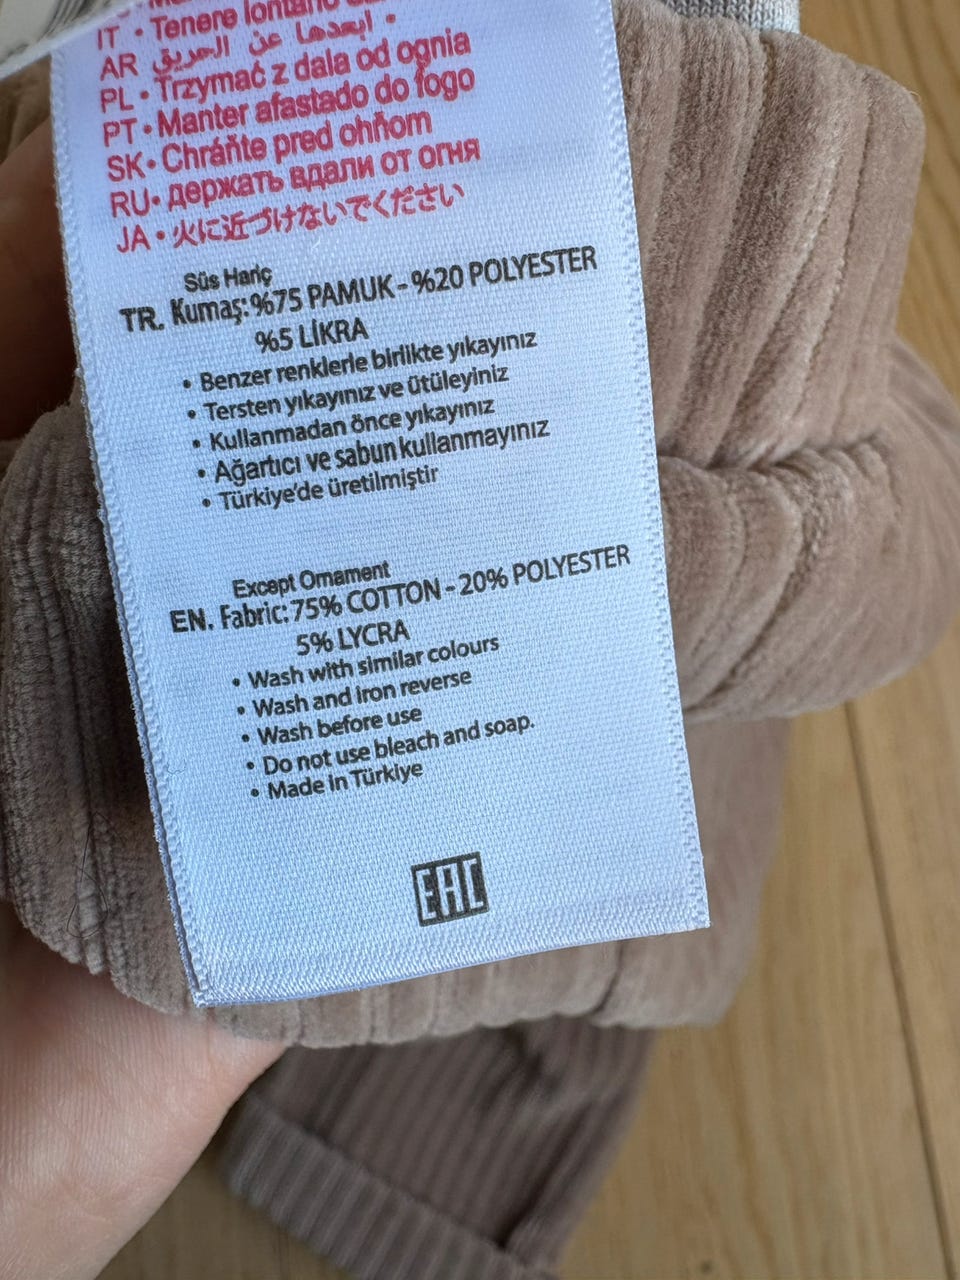 IT • Tenere lontano
AR ابعدها عن الحريق •
PL • Trzymać z dala od ognia
PT • Manter afastado do fogo
SK • Chráňte pred ohňom
RU • держать вдали от огня
JA • 火に近づけないでください
Süs Hariç
TR. Kumaş: %75 PAMUK - %20 POLYESTER
%5 LİKRA
• Benzer renklerle birlikte yıkayınız
• Tersten yıkayınız ve ütüleyiniz
• Kullanmadan önce yıkayınız
• Ağartıcı ve sabun kullanmayınız
• Türkiye'de üretilmiştir
Except Ornament
EN. Fabric: 75% COTTON - 20% POLYESTER
5% LYCRA
• Wash with similar colours
• Wash and iron reverse
• Wash before use
• Do not use bleach and soap.
• Made in Türkiye
EAC